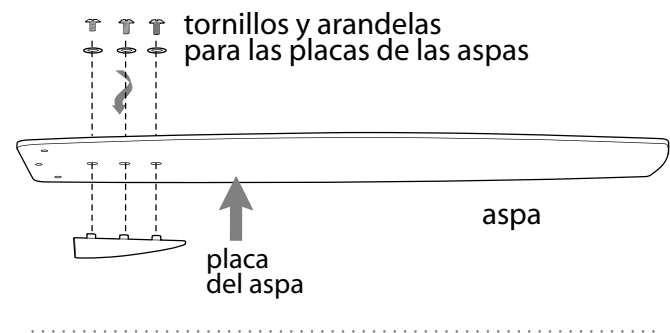 tornillos y arandelas
para las placas de las aspas
aspa
placa
del aspa